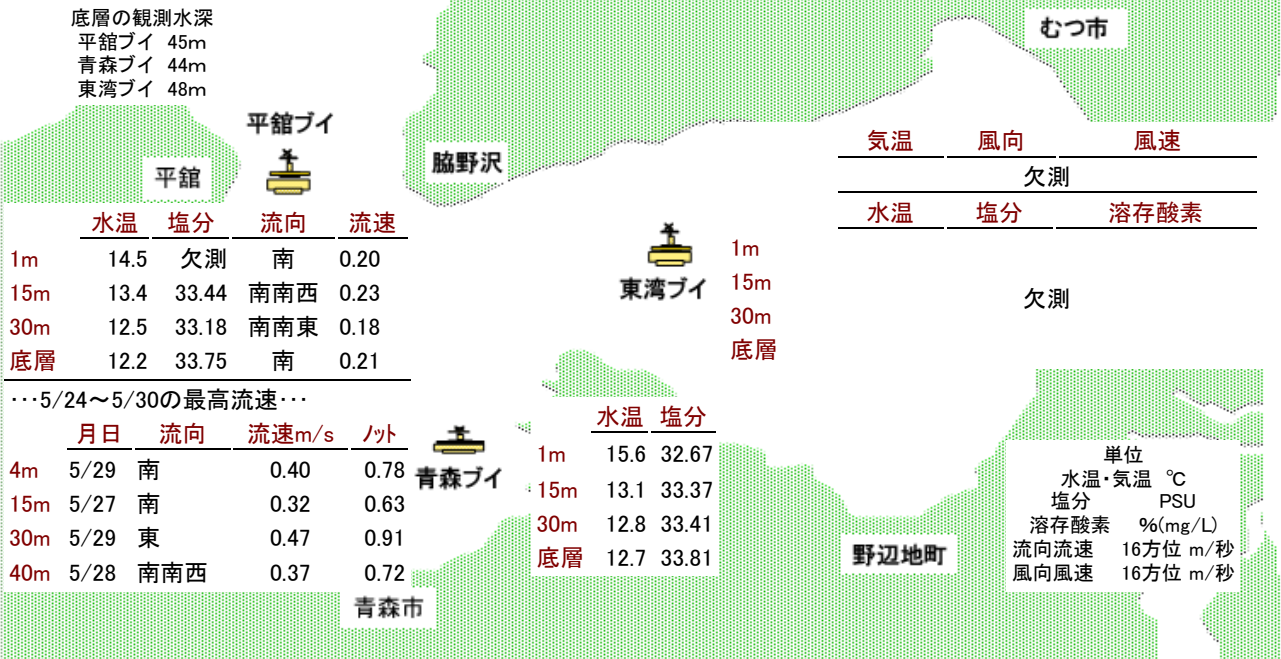 底層の観測水深
平舘ブイ 45m
青森ブイ 44m
東湾ブイ 48m
むつ市
平舘ブイ
平舘
脇野沢
気温 風向 風速
欠測
水温 塩分 溶存酸素
東湾ブイ
1m
15m
30m
底層
欠測
水温 塩分 流向 流速
1m 14.5 欠測 南 0.20
15m 13.4 33.44 南南西 0.23
30m 12.5 33.18 南南東 0.18
底層 12.2 33.75 南 0.21
･･･5/24～5/30の最高流速･･･
月日 流向 流速m/s ﾉｯﾄ
4m 5/29 南 0.40 0.78
15m 5/27 南 0.32 0.63
30m 5/29 東 0.47 0.91
40m 5/28 南南西 0.37 0.72
青森ブイ
水温 塩分
1m 15.6 32.67
15m 13.1 33.37
30m 12.8 33.41
底層 12.7 33.81
青森市
野辺地町
単位
水温･気温 ℃
塩分 PSU
溶存酸素 %(mg/L)
流向流速 16方位 m/秒
風向風速 16方位 m/秒